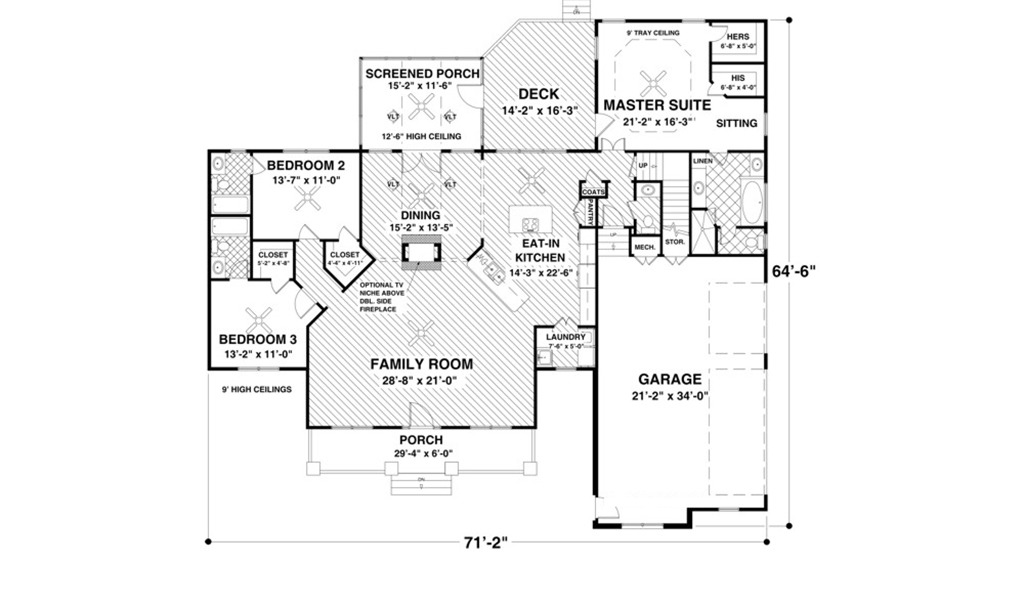 SCREENED PORCH
15'-2" x 11'-6"
VLT
VLT
12'-6" HIGH CEILING
DECK
14'-2" x 16'-3"
9' TRAY CEILING
HERS
6'-8" x 5'-0"
HIS
6'-8" x 4'-0"
MASTER SUITE
21'-2" x 16'-3"
SITTING
BEDROOM 2
13'-7" x 11'-0"
VLT
VLT
DINING
15'-2" x 13'-5"
COATS
PANTRY
UP
LINEN
EAT-IN
KITCHEN
14'-3" x 22'-6"
UP
MECH.
STOR.
CLOSET
5'-2" x 4'-8"
CLOSET
4'-4" x 4'-11"
OPTIONAL TV
NICHE ABOVE
DBL. SIDE
FIREPLACE
64'-6"
BEDROOM 3
13'-2" x 11'-0"
LAUNDRY
7'-6" x 5'-0"
FAMILY ROOM
28'-8" x 21'-0"
GARAGE
21'-2" x 34'-0"
9' HIGH CEILINGS
PORCH
29'-4" x 6'-0"
UP
71'-2"